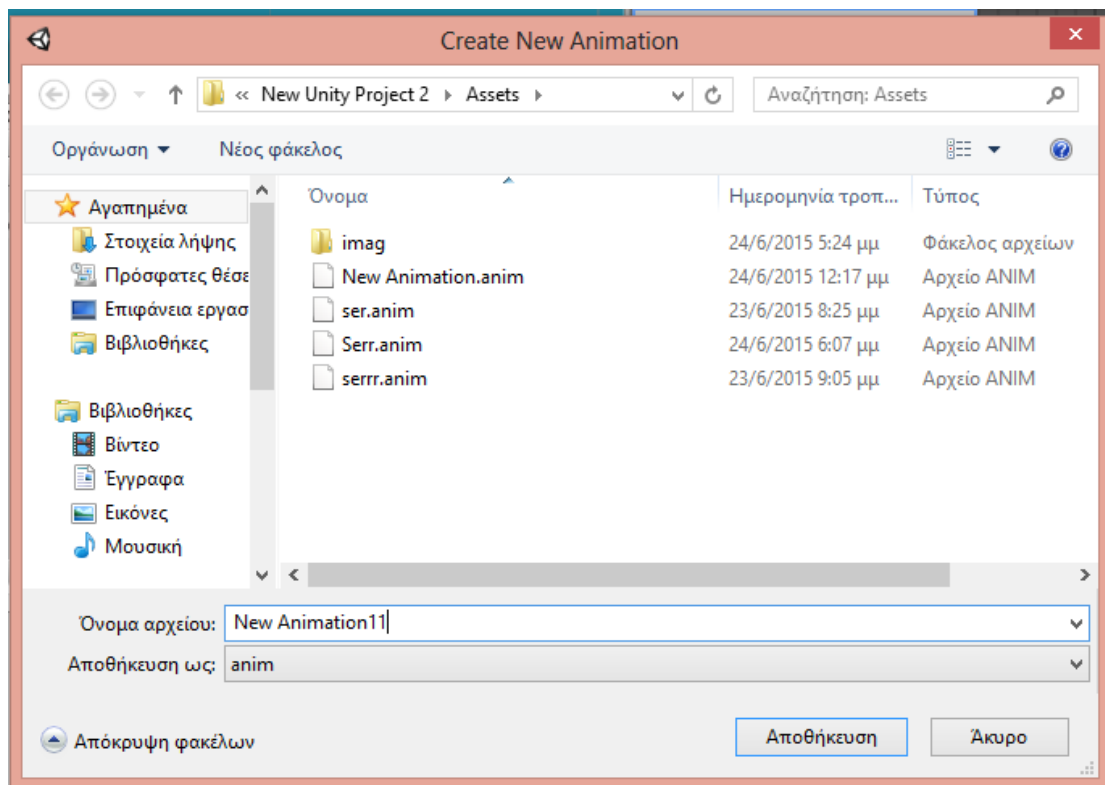 Create New Animation
« New Unity Project 2 Assets
Αναζήτηση: Assets
Οργάνωση Νέος φάκελος
Όνομα Ημερομηνία τροπ... Τύπος
Αγαπημένα
Στοιχεία λήψης
Πρόσφατες θέσε
Επιφάνεια εργασ
Βιβλιοθήκες
Βιβλιοθήκες
Βίντεο
Έγγραφα
Εικόνες
Μουσική
imag 24/6/2015 5:24 μμ Φάκελος αρχείων
New Animation.anim 24/6/2015 12:17 μμ Αρχείο ANIM
ser.anim 23/6/2015 8:25 μμ Αρχείο ANIM
Serr.anim 24/6/2015 6:07 μμ Αρχείο ANIM
serrr.anim 23/6/2015 9:05 μμ Αρχείο ANIM
Όνομα αρχείου: New Animation11
Αποθήκευση ως: anim
Απόκρυψη φακέλων
Αποθήκευση Άκυρο